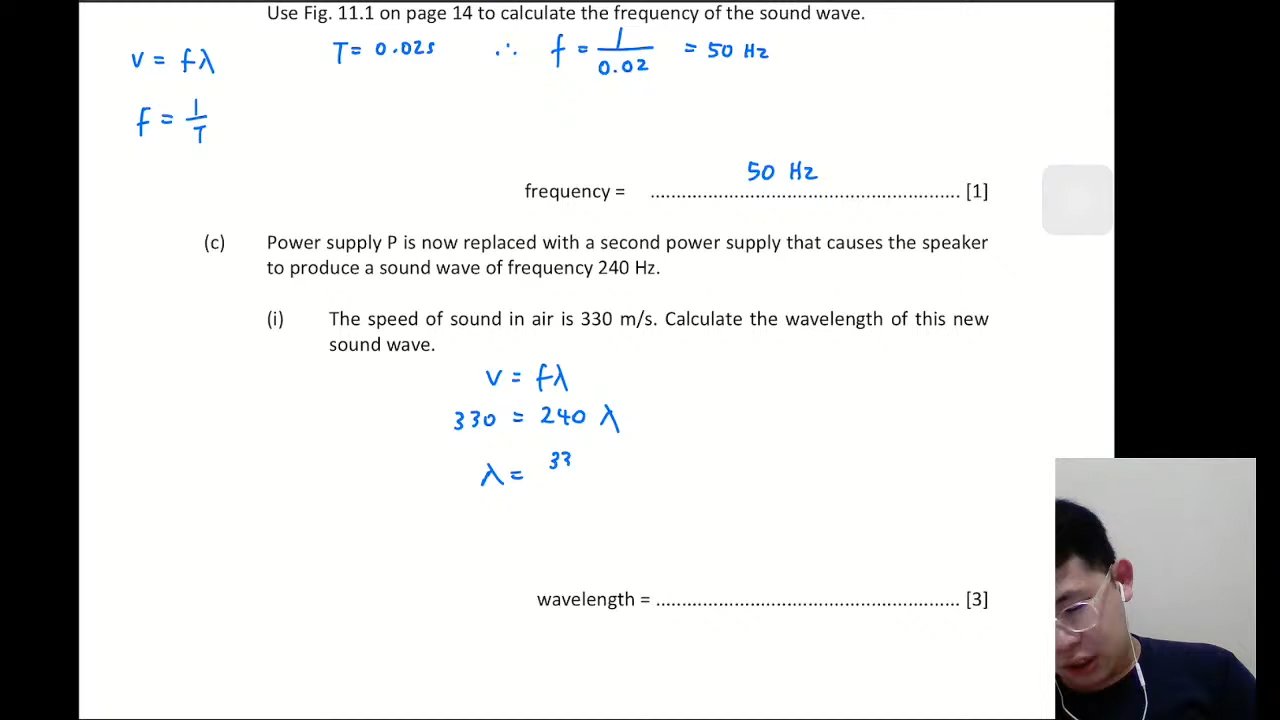 Use Fig. 11.1 on page 14 to calculate the frequency of the sound wave.
v = fλ
T = 0.02s ∴ f = 1/0.02 = 50 Hz
f = 1/T
50 Hz
frequency = .......................................................... [1]
(c) Power supply P is now replaced with a second power supply that causes the speaker
to produce a sound wave of frequency 240 Hz.
(i) The speed of sound in air is 330 m/s. Calculate the wavelength of this new
sound wave.
v = fλ
330 = 240 λ
λ = 33
wavelength = .......................................................... [3]